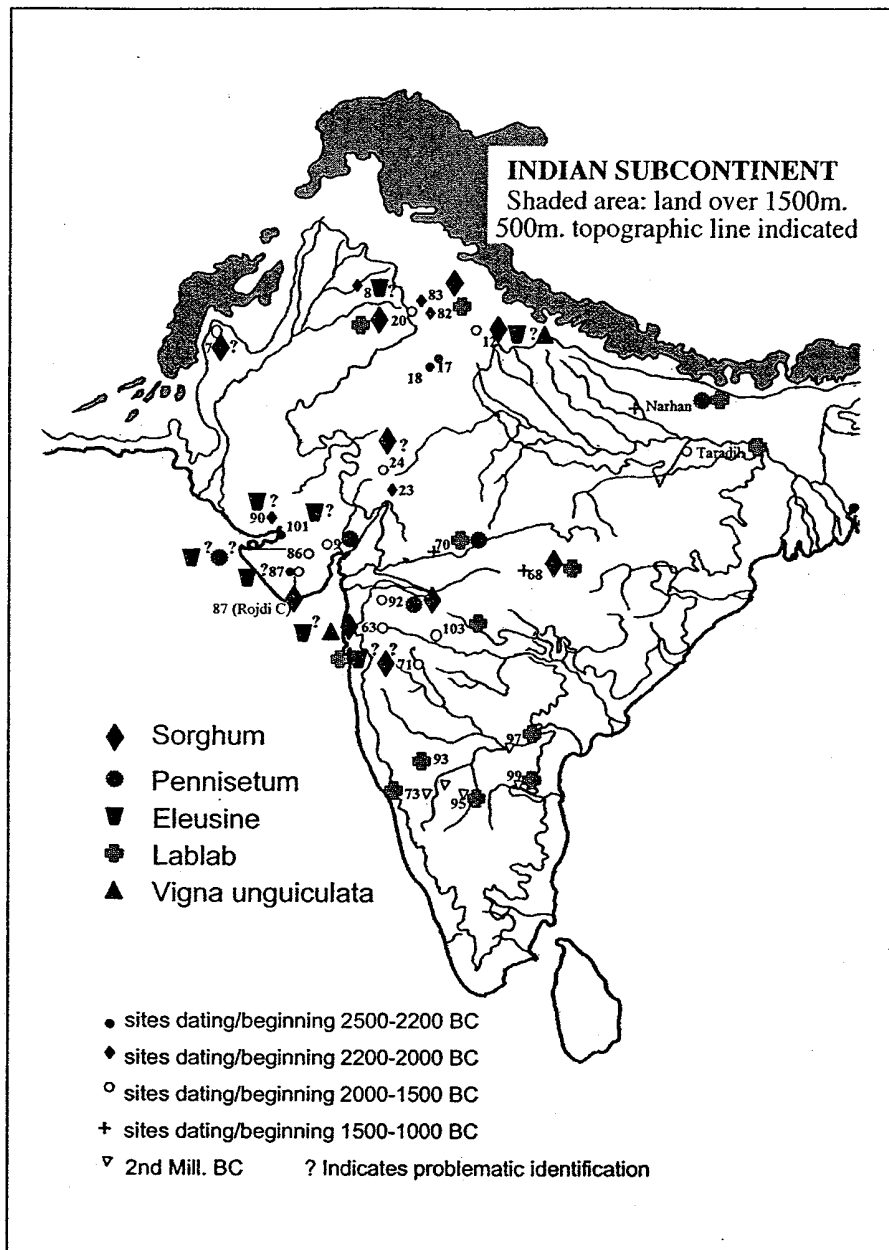 INDIAN SUBCONTINENT
Shaded area: land over 1500m.
500m. topographic line indicated
8 ?
83
82
20
7 ?
12 ?
17
18
Narhan
?
24
Taradih
23
?
90
101
?
9
70
? ?
86
68
?
87
87 (Rojdi C)
92
?
63
103
? ?
71
97
93
99
73
95
Sorghum
Pennisetum
Eleusine
Lablab
Vigna unguiculata
sites dating/beginning 2500-2200 BC
sites dating/beginning 2200-2000 BC
sites dating/beginning 2000-1500 BC
sites dating/beginning 1500-1000 BC
2nd Mill. BC ? Indicates problematic identification